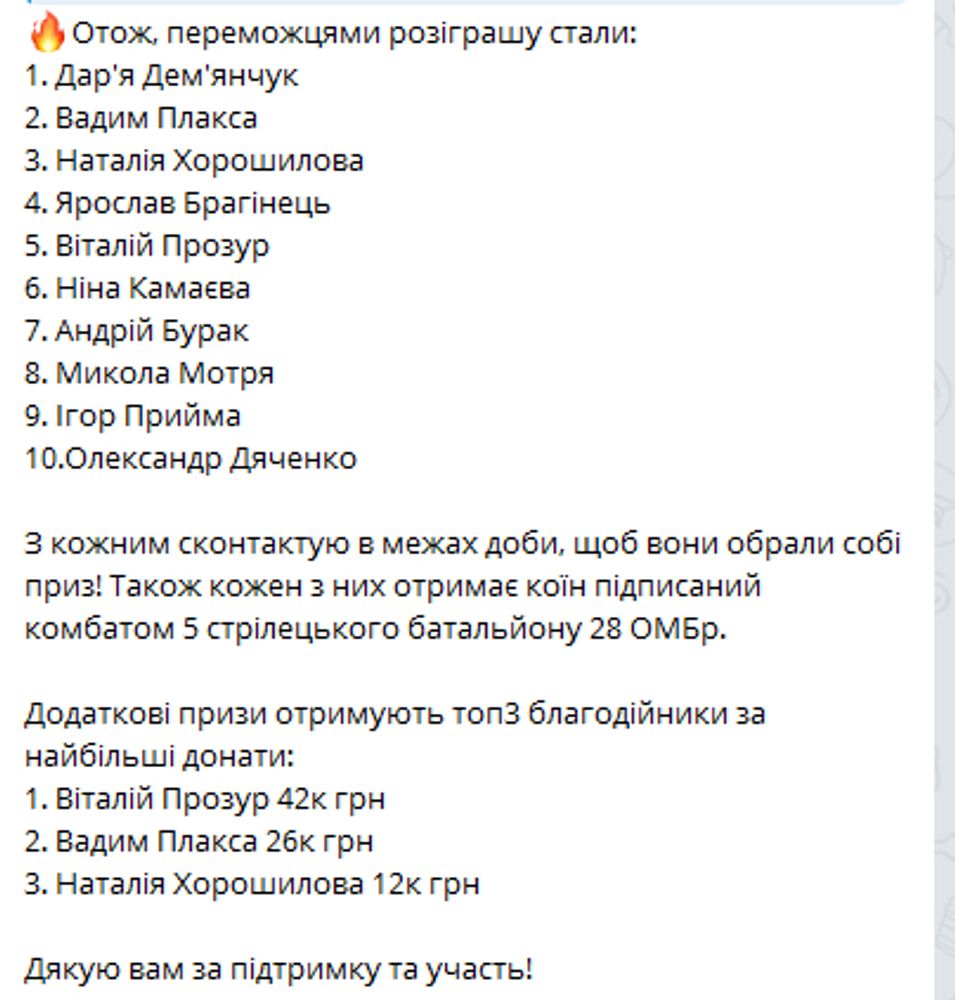 🔥 Отож, переможцями розіграшу стали:
1. Дар'я Дем'янчук
2. Вадим Плакса
3. Наталія Хорошилова
4. Ярослав Брагінець
5. Віталій Прозур
6. Ніна Камаєва
7. Андрій Бурак
8. Микола Мотря
9. Ігор Прийма
10.Олександр Дяченко
З кожним сконтактую в межах доби, щоб вони обрали собі
приз! Також кожен з них отримає коїн підписаний
комбатом 5 стрілецького батальйону 28 ОМБр.
Додаткові призи отримують топ3 благодійники за
найбільші донати:
1. Віталій Прозур 42к грн
2. Вадим Плакса 26к грн
3. Наталія Хорошилова 12к грн
Дякую вам за підтримку та участь!